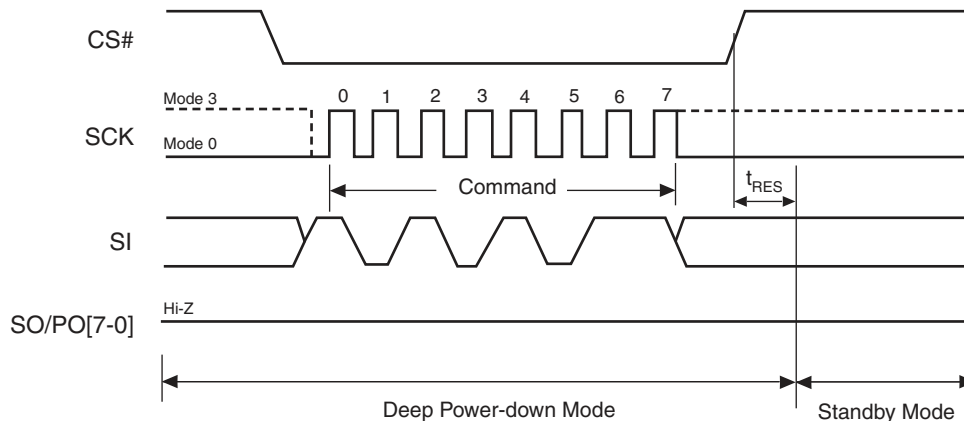 CS#
Mode 3
SCK
Mode 0
0 1 2 3 4 5 6 7
Command
tRES
SI
Hi-Z
SO/PO[7-0]
Deep Power-down Mode
Standby Mode